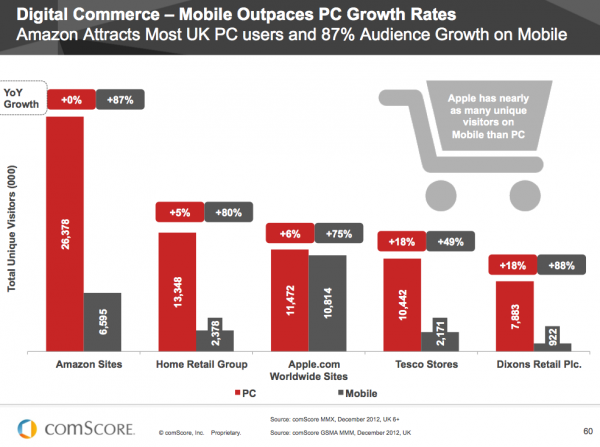 Digital Commerce – Mobile Outpaces PC Growth Rates
Amazon Attracts Most UK PC users and 87% Audience Growth on Mobile
YoY
Growth
+0%
+87%
+5%
+80%
+6%
+75%
+18%
+49%
+18%
+88%
Apple has nearly
as many unique
visitors on
Mobile than PC
Total Unique Visitors (000)
26,378
6,595
13,348
2,378
11,472
10,814
10,442
2,171
7,883
922
Amazon Sites
Home Retail Group
Apple.com
Worldwide Sites
Tesco Stores
Dixons Retail Plc.
PC
Mobile
comScore.
© comScore, Inc. Proprietary.
Source: comScore MMX, December 2012, UK 6+
Source: comScore GSMA MMM, December 2012, UK
60